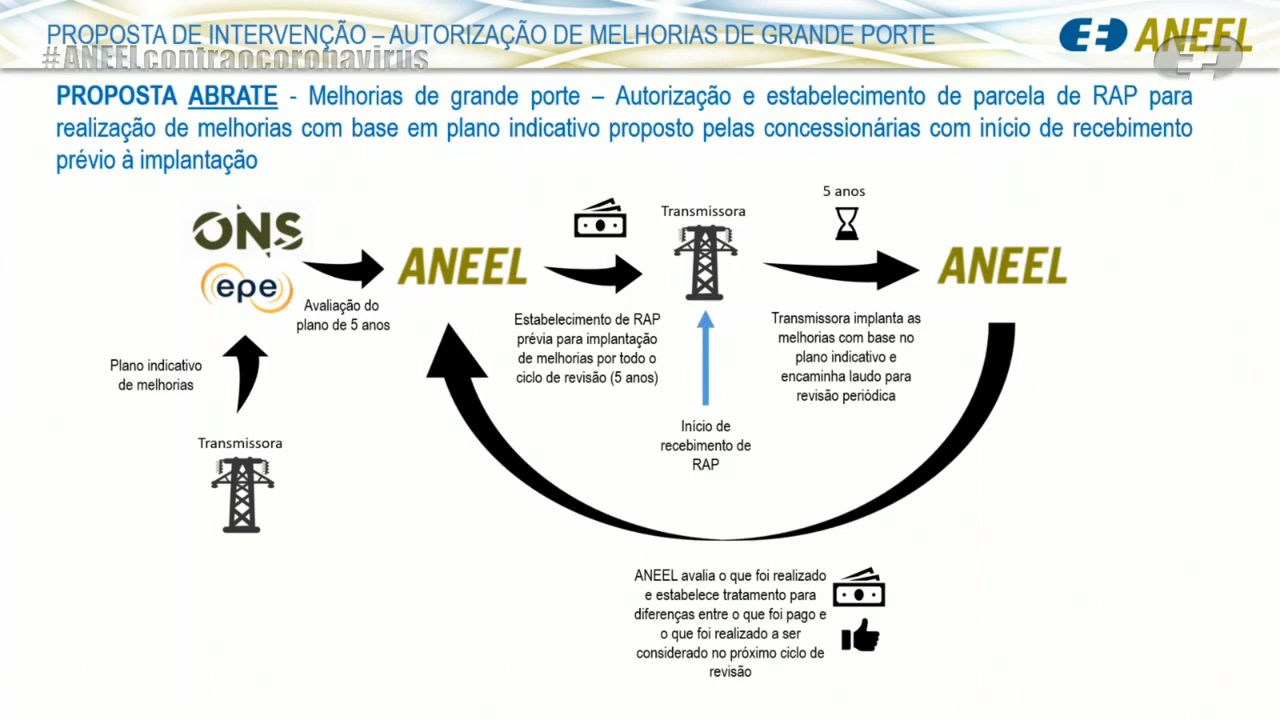 PROPOSTA DE INTERVENÇÃO – AUTORIZAÇÃO DE MELHORIAS DE GRANDE PORTE
ANEEL
#ANEELcontraocoronavirus
PROPOSTA ABRATE - Melhorias de grande porte – Autorização e estabelecimento de parcela de RAP para
realização de melhorias com base em plano indicativo proposto pelas concessionárias com início de recebimento
prévio à implantação
5 anos
Transmissora
ONS
epe
ANEEL
ANEEL
Avaliação do
plano de 5 anos
Estabelecimento de RAP
prévia para implantação
de melhorias por todo o
ciclo de revisão (5 anos)
Transmissora implanta as
melhorias com base no
plano indicativo e
encaminha laudo para
revisão periódica
Plano indicativo
de melhorias
Início de
recebimento de
RAP
Transmissora
ANEEL avalia o que foi realizado
e estabelece tratamento para
diferenças entre o que foi pago e
o que foi realizado a ser
considerado no próximo ciclo de
revisão